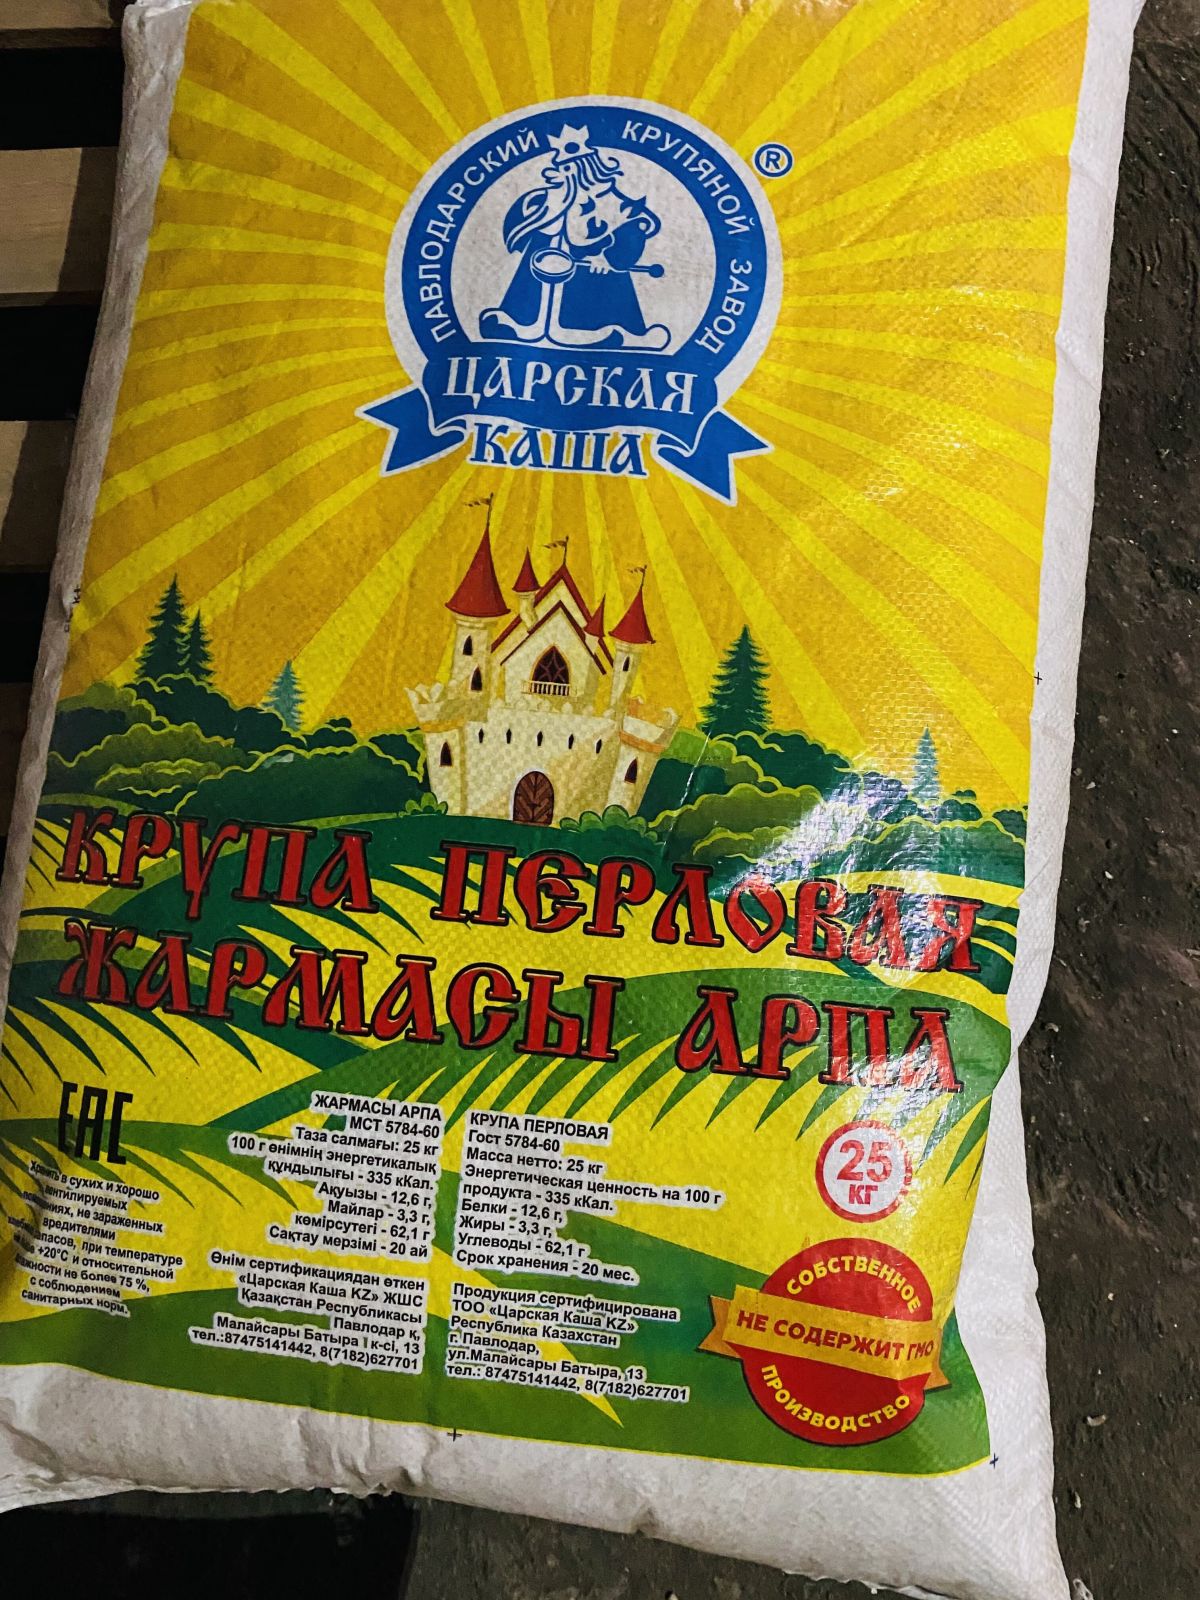 ПАВЛОДАРСКИЙ КРУПЯНОЙ ЗАВОД
®
ЦАРСКАЯ
КАША
КРУПА ПЕРЛОВАЯ
ЖАРМАСЫ АРПА
EAC
Хранить в сухих и хорошо
вентилируемых
не зараженных
вредителями
при температуре
+20°C и относительной
не более 75 %,
с соблюдением
санитарных норм.
ЖАРМАСЫ АРПА
МСТ 5784-60
Таза салмағы: 25 кг
100 г өнімнің энергетикалық
құндылығы - 335 кКал.
Ақуызы - 12,6 г,
Майлар - 3,3 г,
көмірсутегі - 62,1 г
Сақтау мерзімі - 20 ай
Өнім сертификациядан өткен
«Царская Каша KZ» ЖШС
Қазақстан Республикасы
Павлодар қ,
Малайсары Батыра к-сі, 13
тел.:87475141442, 8(7182)627701
КРУПА ПЕРЛОВАЯ
Гост 5784-60
Масса нетто: 25 кг
Энергетическая ценность на 100 г
продукта - 335 кКал.
Белки - 12,6 г,
Жиры - 3,3 г,
Углеводы - 62,1 г
Срок хранения - 20 мес.
Продукция сертифицирована
ТОО «Царская Каша KZ»
Республика Казахстан
г. Павлодар,
ул.Малайсары Батыра, 13
тел.: 87475141442, 8(7182)627701
25
КГ
СОБСТВЕННОЕ
НЕ СОДЕРЖИТ ГМО
ПРОИЗВОДСТВО